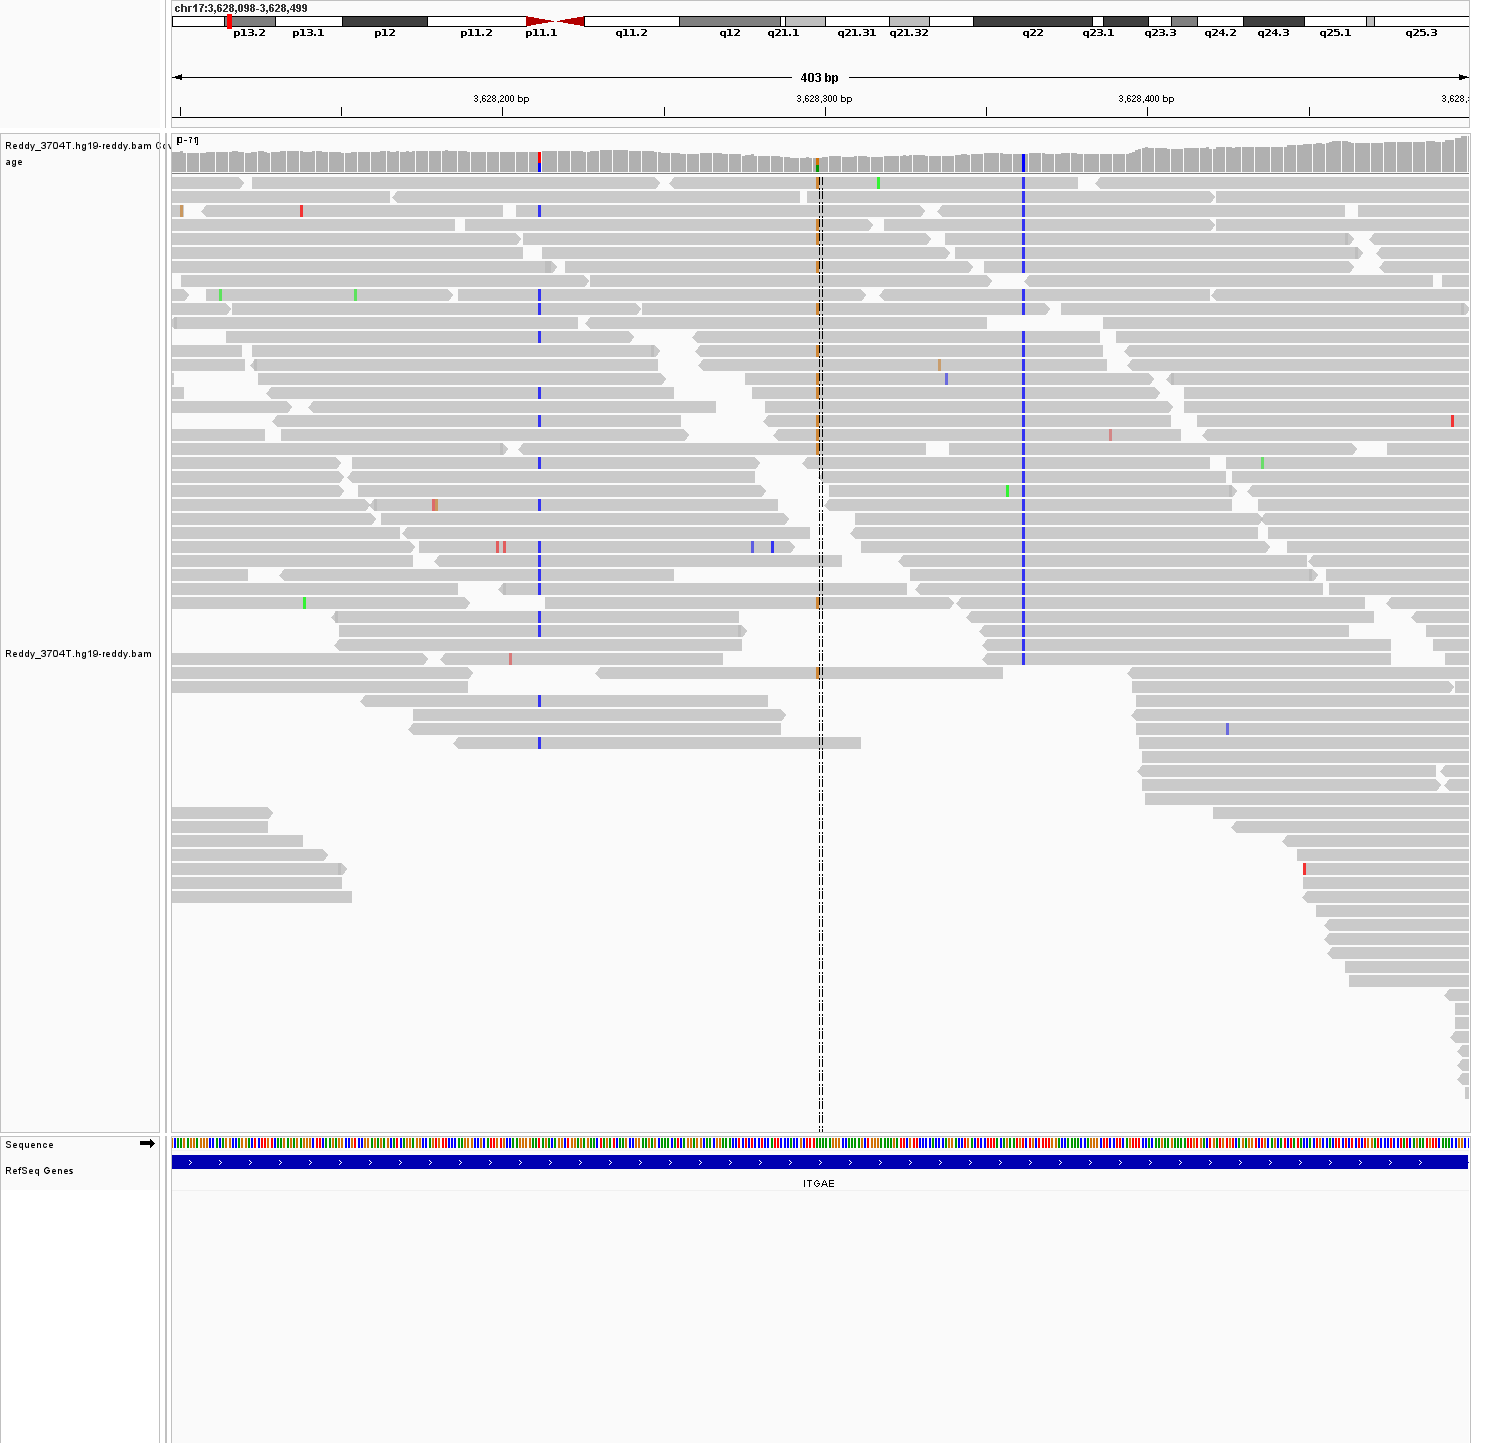 chr17:3,628,098-3,628,499
p13.2 p13.1 p12 p11.2 p11.1 q11.2 q12 q21.1 q21.31 q21.32 q22 q23.1 q23.3 q24.2 q24.3 q25.1 q25.3
403 bp
3,628,200 bp 3,628,300 bp 3,628,400 bp 3,628,
Reddy_3704T.hg19-reddy.bam Cov
age
[0-71]
Reddy_3704T.hg19-reddy.bam
Sequence
RefSeq Genes
ITGAE